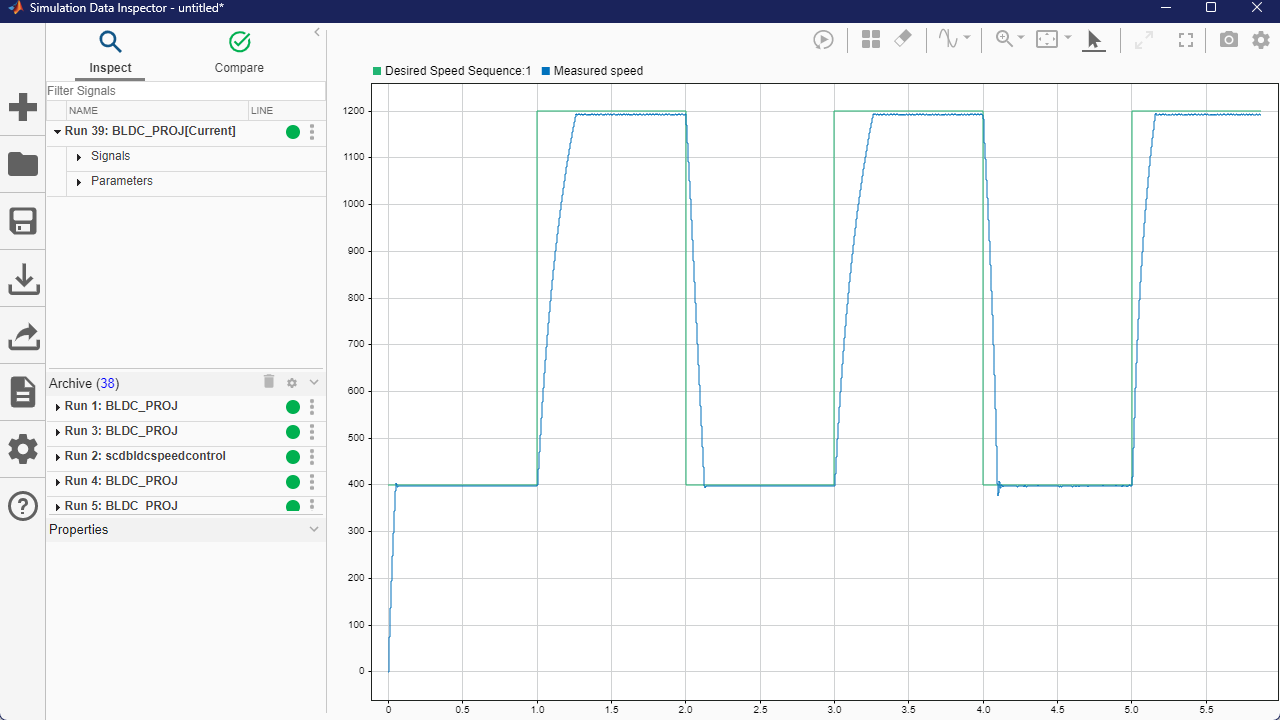 Simulation Data Inspector - untitled*
Inspect
Compare
Filter Signals
NAME
LINE
Run 39: BLDC_PROJ[Current]
Signals
Parameters
Archive (38)
Run 1: BLDC_PROJ
Run 3: BLDC_PROJ
Run 2: scdbldcspeedcontrol
Run 4: BLDC_PROJ
Run 5: BLDC_PROJ
Properties
Desired Speed Sequence:1
Measured speed
1200
1100
1000
900
800
700
600
500
400
300
200
100
0
0
0.5
1.0
1.5
2.0
2.5
3.0
3.5
4.0
4.5
5.0
5.5